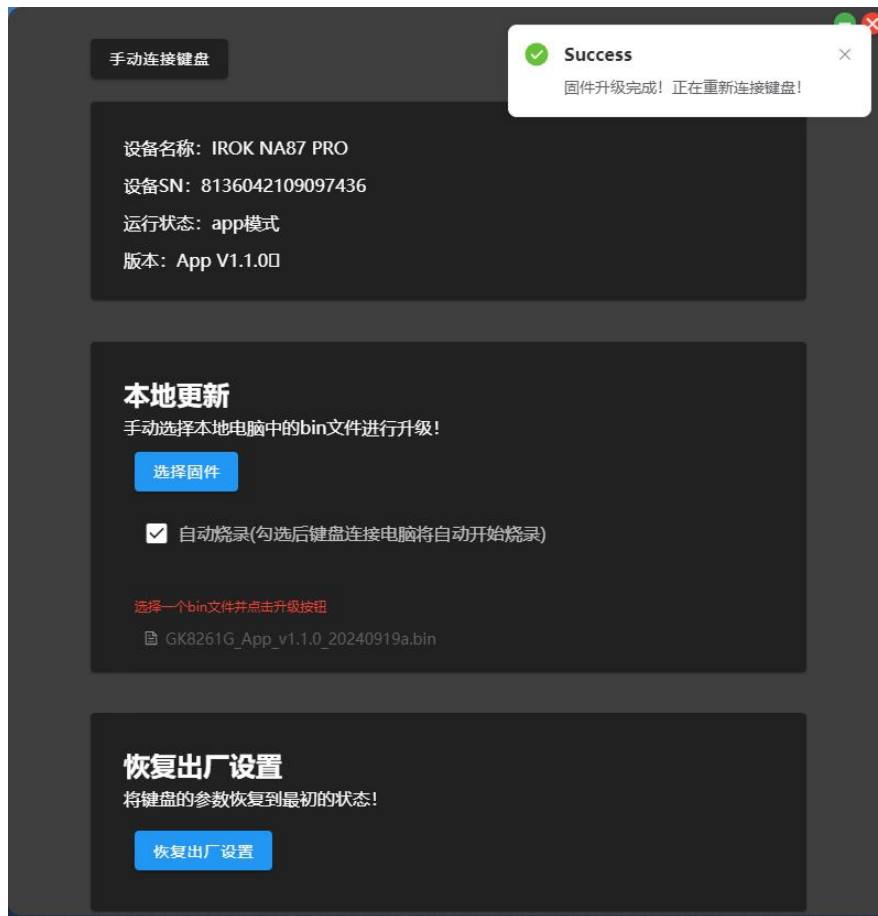 手动连接键盘
Success
固件升级完成！正在重新连接键盘！
设备名称：IROK NA87 PRO
设备SN：8136042109097436
运行状态：app模式
版本：App V1.1.0
本地更新
手动选择本地电脑中的bin文件进行升级！
选择固件
自动烧录(勾选后键盘连接电脑将自动开始烧录)
选择一个bin文件并点击升级按钮
GK8261G_App_v1.1.0_20240919a.bin
恢复出厂设置
将键盘的参数恢复到最初的状态！
恢复出厂设置